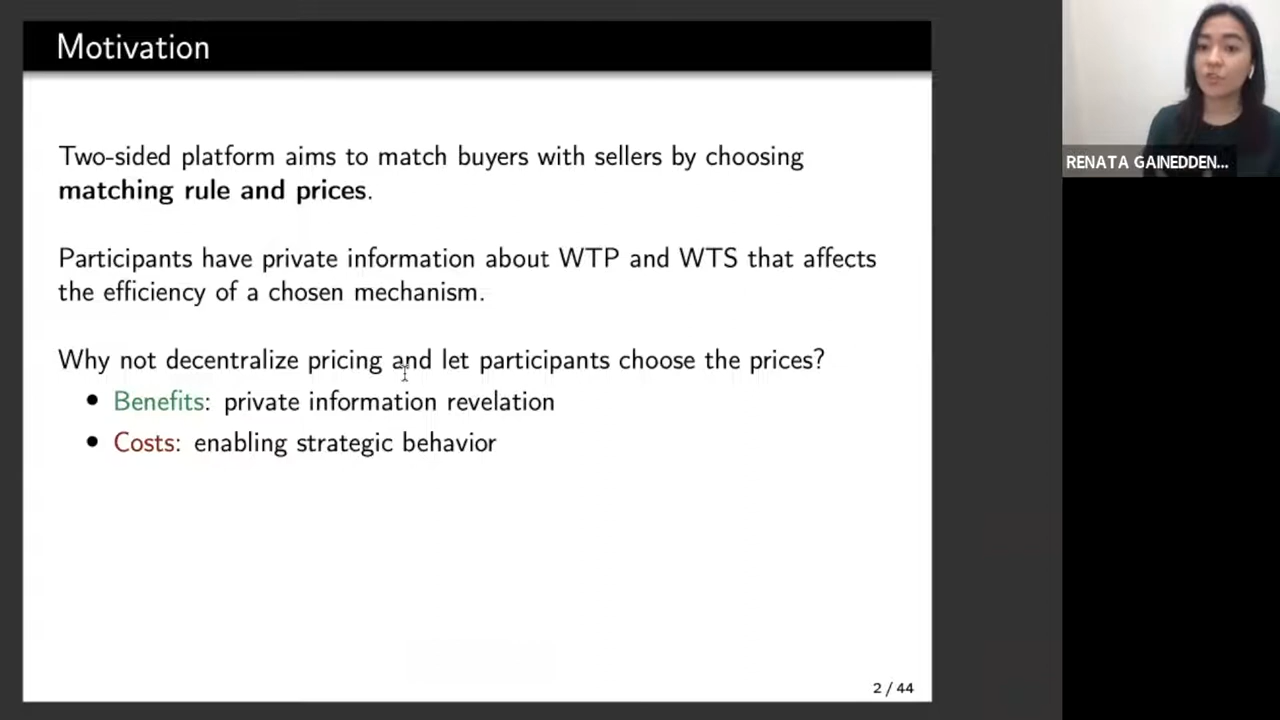 Motivation
Two-sided platform aims to match buyers with sellers by choosing
matching rule and prices.
Participants have private information about WTP and WTS that affects
the efficiency of a chosen mechanism.
Why not decentralize pricing and let participants choose the prices?
• Benefits: private information revelation
• Costs: enabling strategic behavior
2 / 44
RENATA GAINEDDEN...